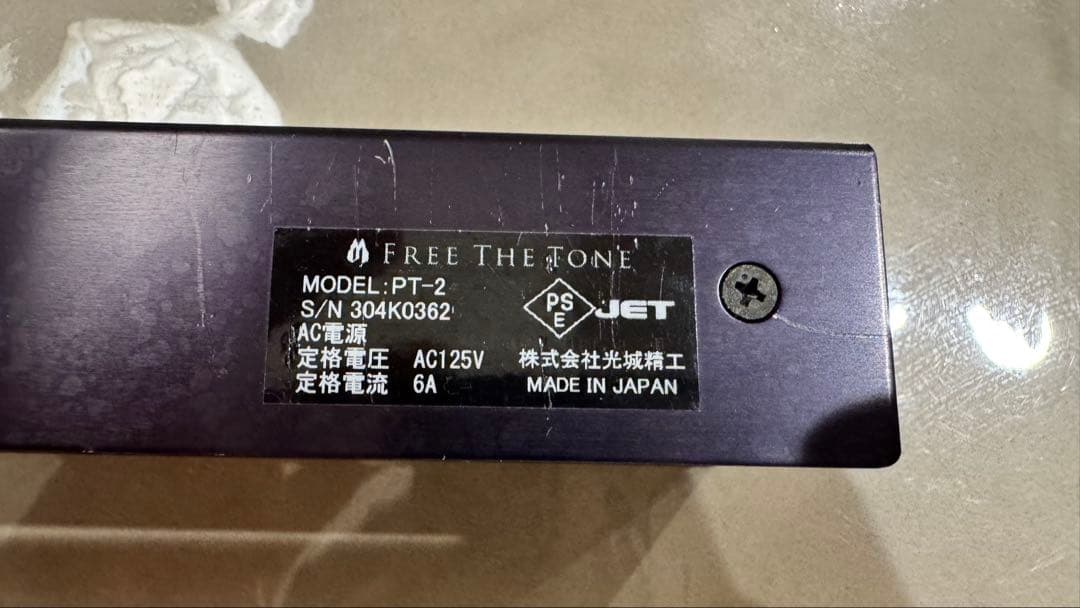 FREE THE TONE
MODEL:PT-2
S/N 304K0362
AC電源
定格電圧 AC125V
定格電流 6A
PS
E
JET
株式会社光城精工
MADE IN JAPAN